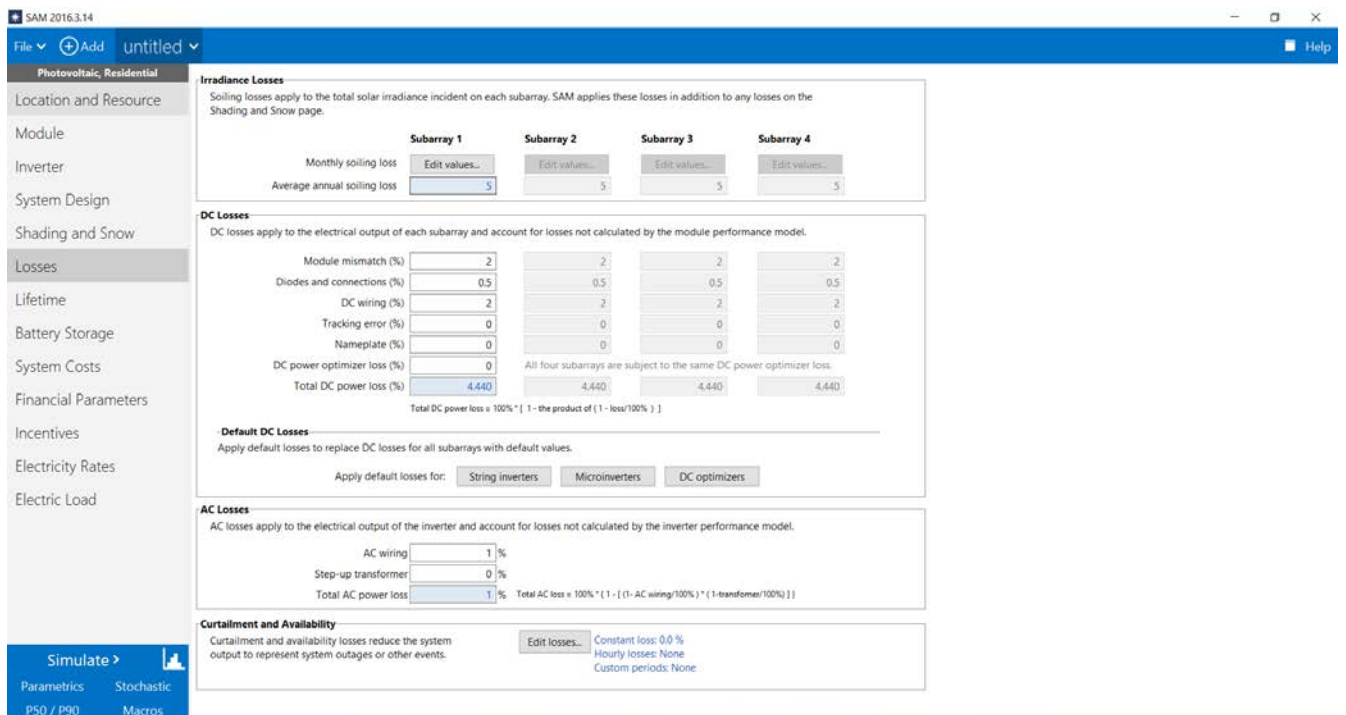 SAM 2016.3.14
File Add untitled Help
Photovoltaic, Residential
Location and Resource
Module
Inverter
System Design
Shading and Snow
Losses
Lifetime
Battery Storage
System Costs
Financial Parameters
Incentives
Electricity Rates
Electric Load
Simulate >
Parametrics Stochastic
P50 / P90 Macros
Irradiance Losses
Soiling losses apply to the total solar irradiance incident on each subarray. SAM applies these losses in addition to any losses on the
Shading and Snow page.
Subarray 1 Subarray 2 Subarray 3 Subarray 4
Monthly soiling loss Edit values... Edit values... Edit values... Edit values...
Average annual soiling loss 5 5 5 5
DC Losses
DC losses apply to the electrical output of each subarray and account for losses not calculated by the module performance model.
Module mismatch (%) 2 2 2 2
Diodes and connections (%) 0.5 0.5 0.5 0.5
DC wiring (%) 2 2 2 2
Tracking error (%) 0 0 0 0
Nameplate (%) 0 0 0 0
DC power optimizer loss (%) 0 All four subarrays are subject to the same DC power optimizer loss.
Total DC power loss (%) 4.440 4.440 4.440 4.440
Total DC power loss = 100% * [ 1 - the product of ( 1 - loss/100% ) ]
Default DC Losses
Apply default losses to replace DC losses for all subarrays with default values.
Apply default losses for: String inverters Microinverters DC optimizers
AC Losses
AC losses apply to the electrical output of the inverter and account for losses not calculated by the inverter performance model.
AC wiring 1 %
Step-up transformer 0 %
Total AC power loss 1 % Total AC loss = 100% * { 1 - [ (1- AC wiring/100% ) * ( 1-transfomer/100%) ] }
Curtailment and Availability
Curtailment and availability losses reduce the system
output to represent system outages or other events.
Edit losses...
Constant loss: 0.0 %
Hourly losses: None
Custom periods: None